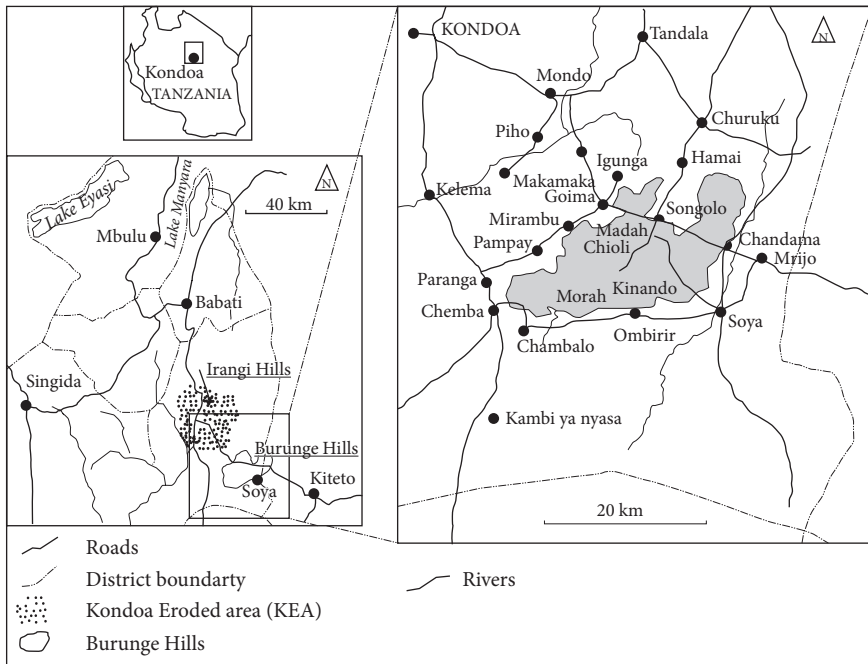 Kondoa
TANZANIA
N
Lake Eyasi
Lake Manyara
40 km
Mbulu
Babati
Irangi Hills
Singida
Burunge Hills
Soya
Kiteto
KONDOA
Tandala
N
Mondo
Churuku
Piho
Igunga
Hamai
Kelema
Makamaka
Goima
Songolo
Mirambu
Madah
Pampay
Chioli
Chandama
Mrijo
Paranga
Kinando
Morah
Chemba
Ombirir
Soya
Chambalo
Kambi ya nyasa
20 km
Roads
District boundarty
Rivers
Kondoa Eroded area (KEA)
Burunge Hills